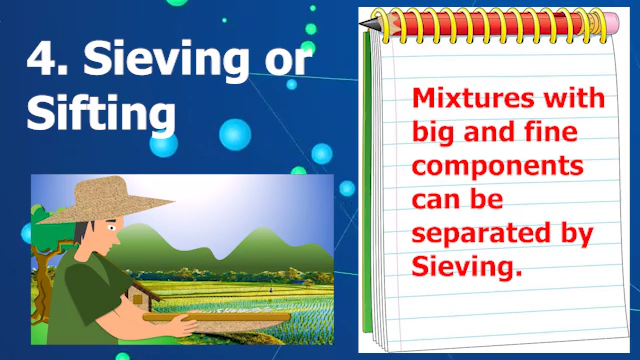 4. Sieving or
Sifting
Mixtures with
big and fine
components
can be
separated by
Sieving.